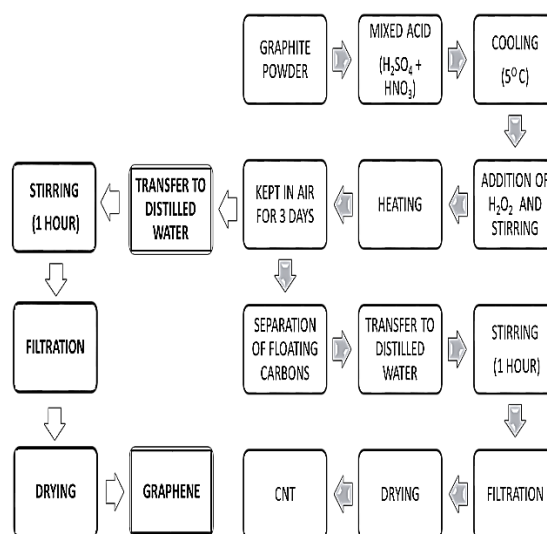 GRAPHITE
POWDER
MIXED ACID
(H₂SO₄ +
HNO₃)
COOLING
(5⁰ C)
ADDITION OF
H₂O₂ AND
STIRRING
HEATING
KEPT IN AIR
FOR 3 DAYS
TRANSFER TO
DISTILLED
WATER
STIRRING
(1 HOUR)
FILTRATION
DRYING
GRAPHENE
SEPARATION
OF FLOATING
CARBONS
TRANSFER TO
DISTILLED
WATER
STIRRING
(1 HOUR)
FILTRATION
DRYING
CNT